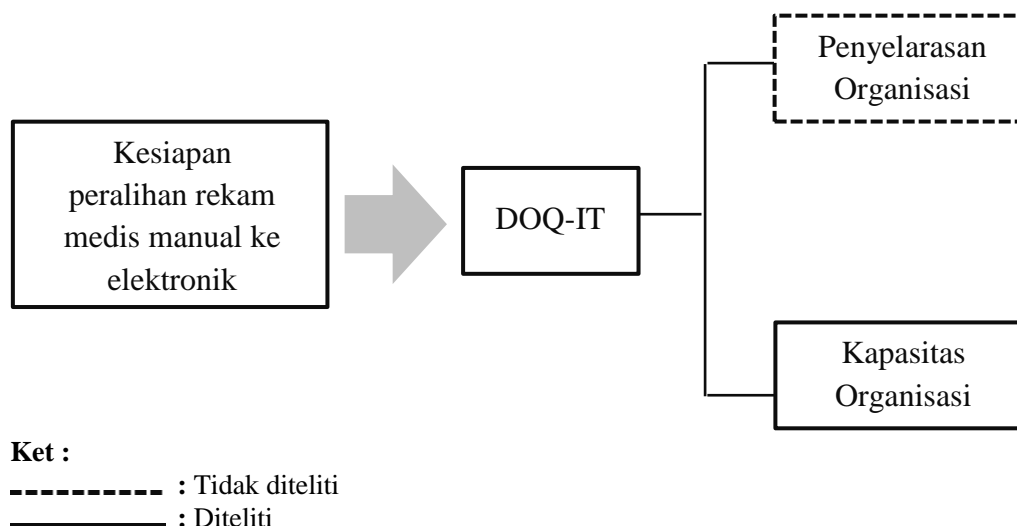 Penyelarasan
Organisasi
Kesiapan
peralihan rekam
medis manual ke
elektronik
DOQ-IT
Kapasitas
Organisasi
Ket :
: Tidak diteliti
: Diteliti